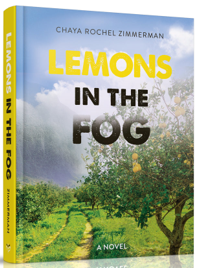 CHAYA ROCHEL ZIMMERMAN
LEMONS
IN THE
FOG
A NOVEL
LEMONS IN THE FOG
ZIMMERMAN